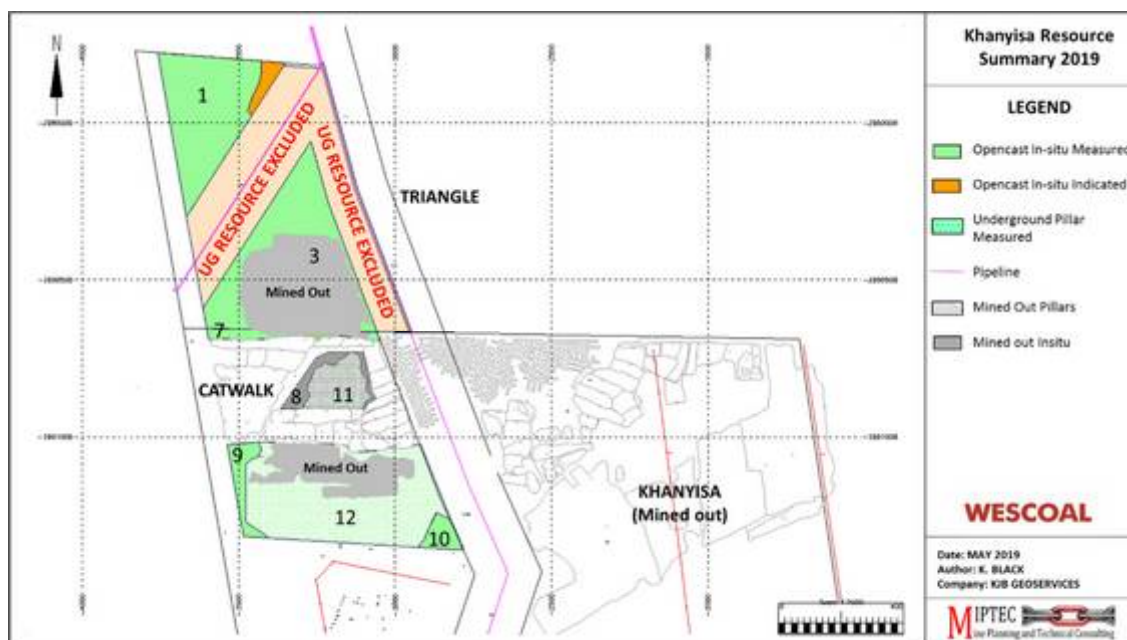 Khanyisa Resource
Summary 2019
LEGEND
Opencast In-situ Measured
Opencast In-situ Indicated
Underground Pillar
Measured
Pipeline
Mined Out Pillars
Mined out Insitu
WESCOAL
Date: MAY 2019
Author: K. BLACK
Company: KJB GEOSERVICES
MIPTEC
N
1
UG RESOURCE EXCLUDED
UG RESOURCE EXCLUDED
TRIANGLE
3
Mined Out
7
CATWALK
8
11
9
Mined Out
12
10
KHANYISA
(Mined out)